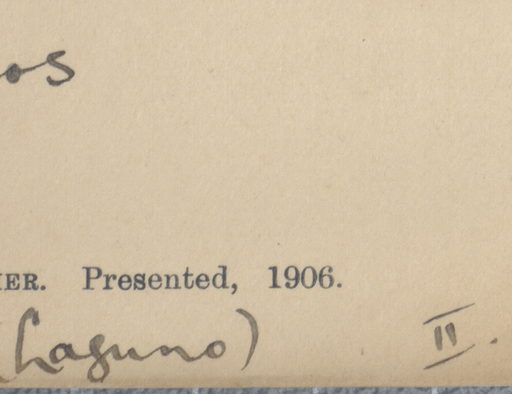 os
IER. Presented, 1906.
(Laguno) II.